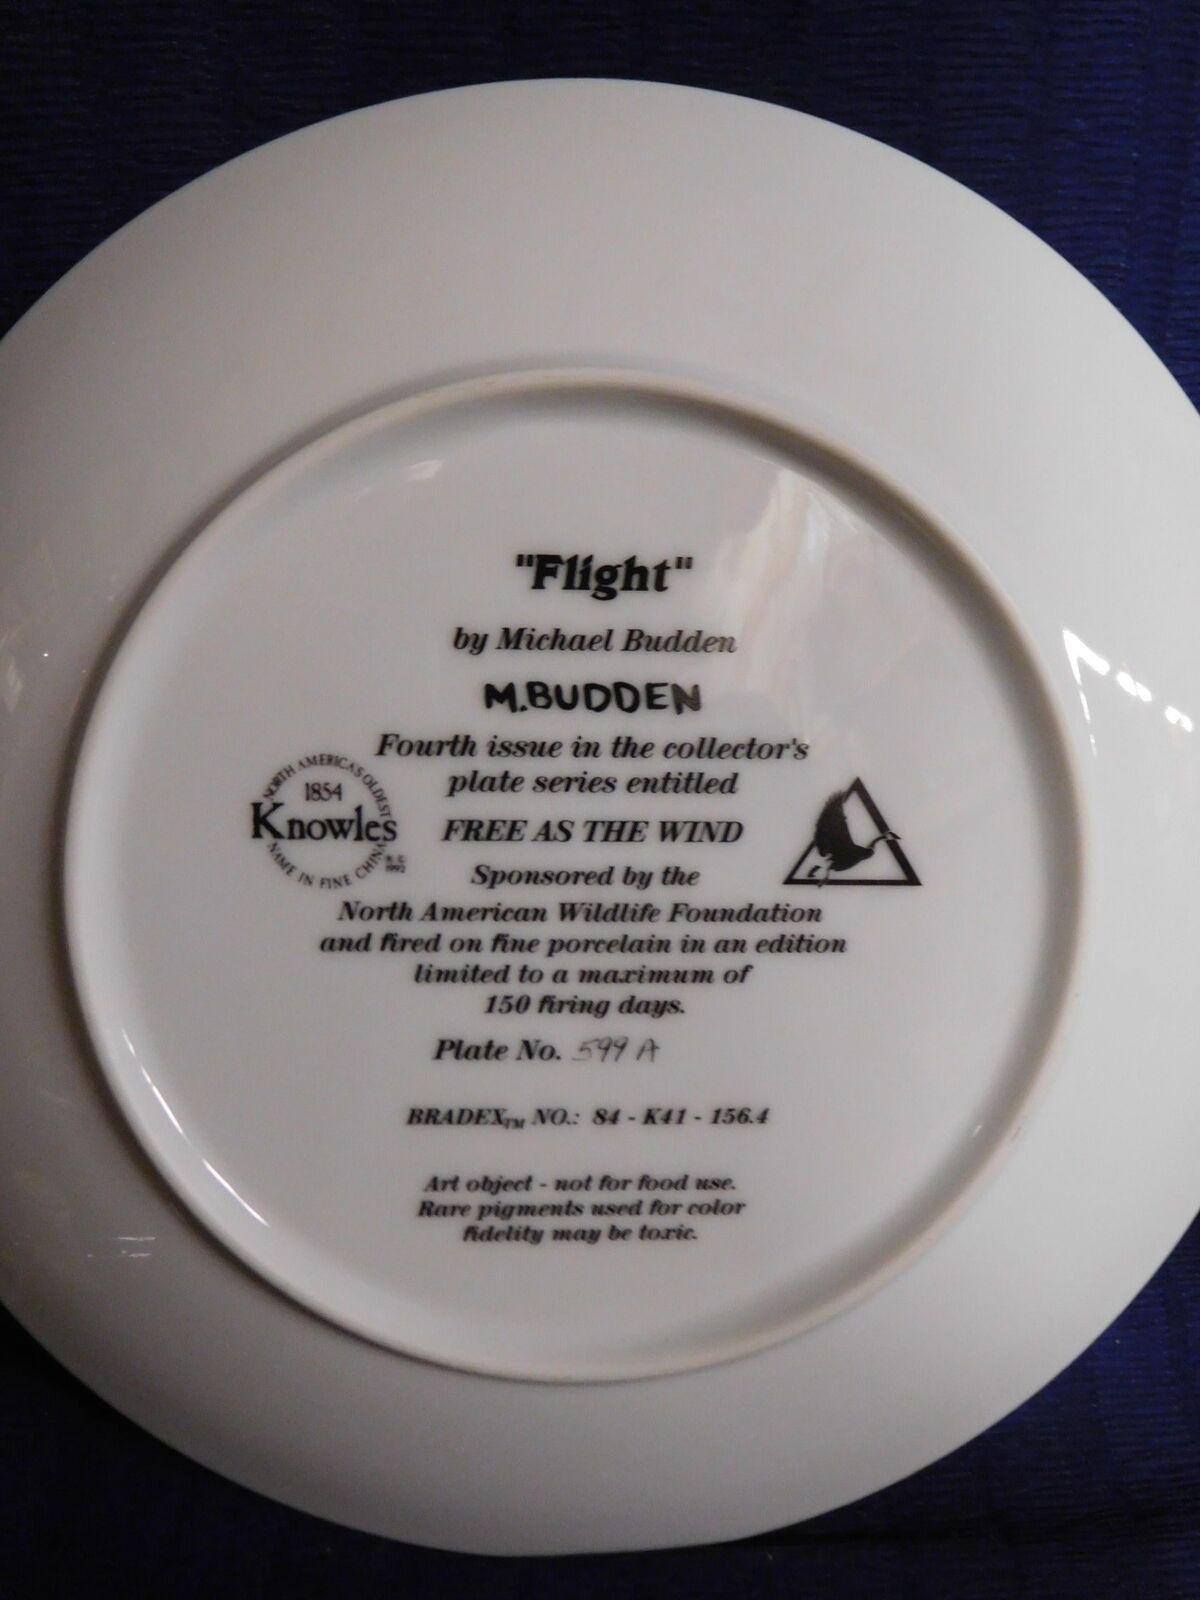 "Flight"
by Michael Budden
M.BUDDEN
Fourth issue in the collector's
plate series entitled
FREE AS THE WIND
Sponsored by the
North American Wildlife Foundation
and fired on fine porcelain in an edition
limited to a maximum of
150 firing days.
Plate No. 599 A
BRADEX™ NO.: 84 - K41 - 156.4
Art object - not for food use.
Rare pigments used for color
fidelity may be toxic.
NORTH AMERICA'S OLDEST
1854
Knowles
NAME IN FINE CHINA
1992